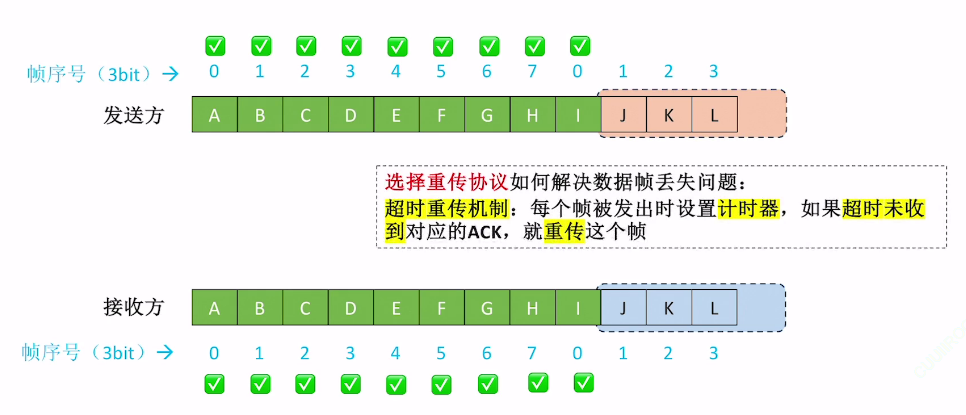 帧序号（3bit）→ 0 1 2 3 4 5 6 7 0 1 2 3
发送方 A B C D E F G H I J K L
选择重传协议如何解决数据帧丢失问题：
超时重传机制：每个帧被发出时设置计时器，如果超时未收
到对应的ACK，就重传这个帧
接收方 A B C D E F G H I J K L
帧序号（3bit）→ 0 1 2 3 4 5 6 7 0 1 2 3